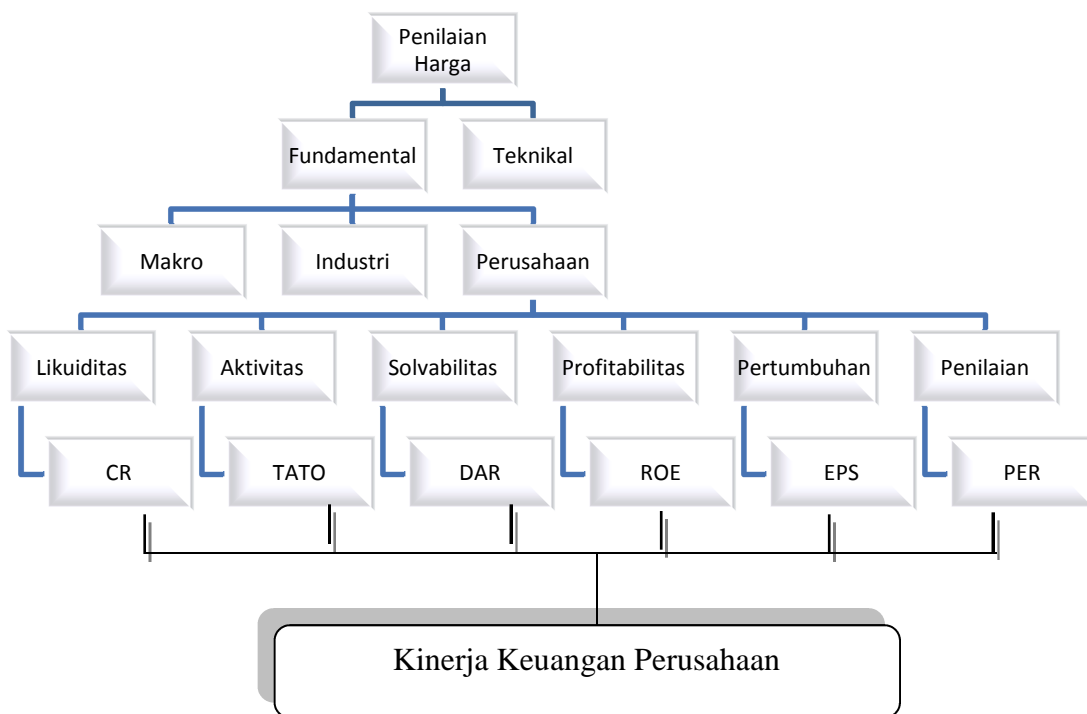 Penilaian
Harga
Fundamental
Teknikal
Makro
Industri
Perusahaan
Likuiditas
Aktivitas
Solvabilitas
Profitabilitas
Pertumbuhan
Penilaian
CR
TATO
DAR
ROE
EPS
PER
Kinerja Keuangan Perusahaan